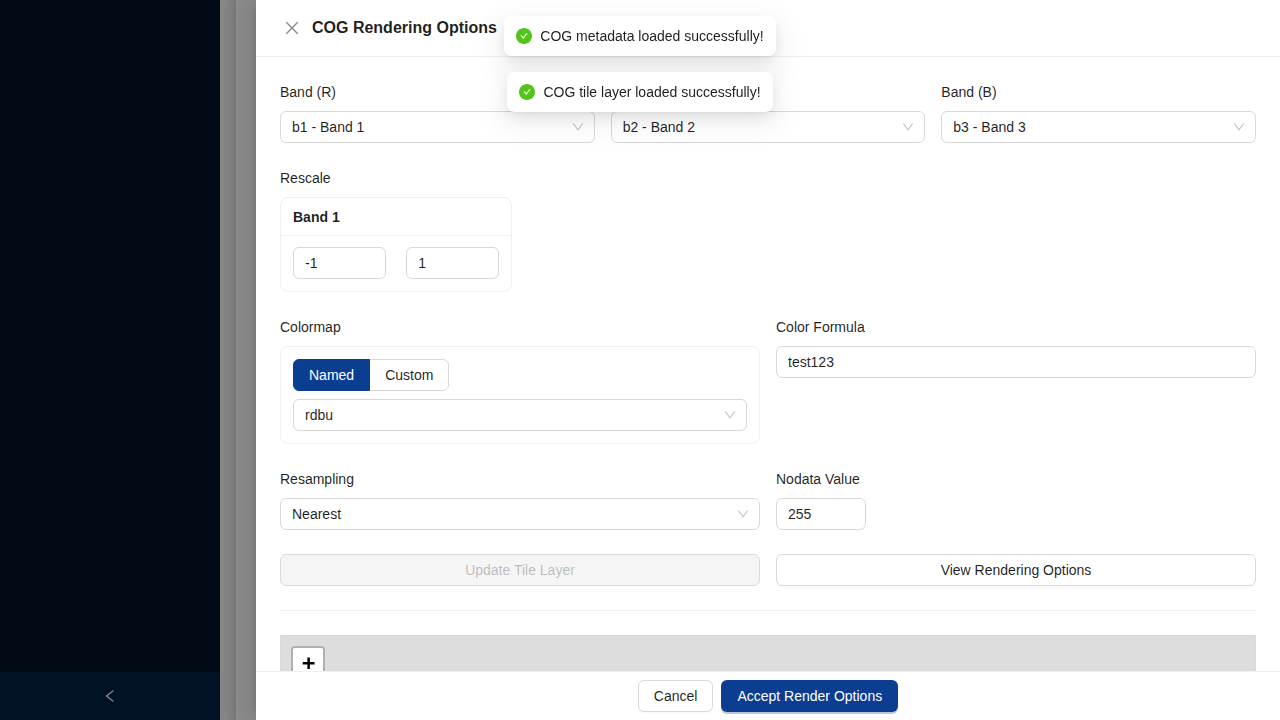 COG Rendering Options
COG metadata loaded successfully!
COG tile layer loaded successfully!
Band (R)
Band (B)
b1 - Band 1
b2 - Band 2
b3 - Band 3
Rescale
Band 1
-1
1
Colormap
Color Formula
Named
Custom
test123
rdbu
Resampling
Nodata Value
Nearest
255
Update Tile Layer
View Rendering Options
+
Cancel
Accept Render Options